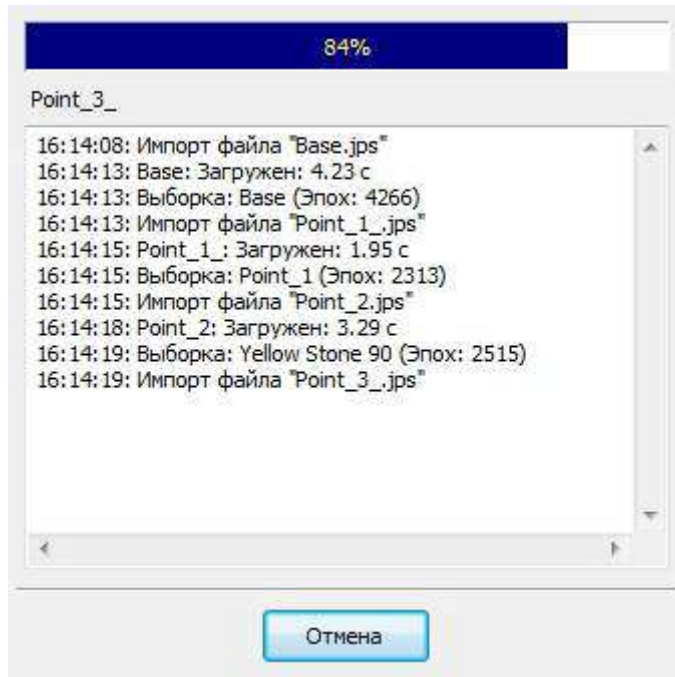 84%
Point_3_
16:14:08: Импорт файла "Base.jps"
16:14:13: Base: Загружен: 4.23 с
16:14:13: Выборка: Base (Эпох: 4266)
16:14:13: Импорт файла "Point_1_.jps"
16:14:15: Point_1_: Загружен: 1.95 с
16:14:15: Выборка: Point_1 (Эпох: 2313)
16:14:15: Импорт файла "Point_2.jps"
16:14:18: Point_2: Загружен: 3.29 с
16:14:19: Выборка: Yellow Stone 90 (Эпох: 2515)
16:14:19: Импорт файла "Point_3_.jps"
Отмена